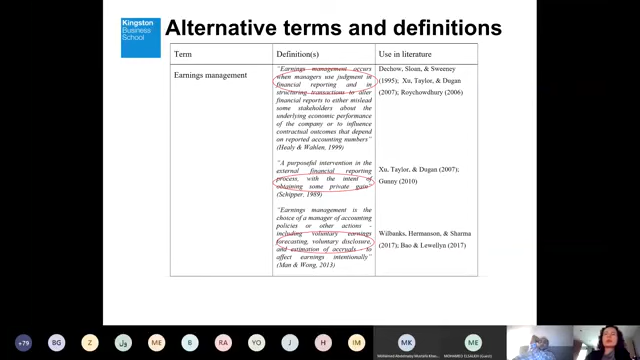 Kingston
Business
School
Alternative terms and definitions
Term
Definition(s)
Use in literature
Earnings management
"Earnings management occurs
when managers use judgment in
financial reporting and in
structuring transactions to alter
financial reports to either mislead
some stakeholders about the
underlying economic performance
of the company or to influence
contractual outcomes that depend
on reported accounting numbers"
(Healy & Wahlen, 1999)
Dechow, Sloan, & Sweeney
(1995); Xu, Taylor, & Dugan
(2007); Roychowdhury (2006)
"A purposeful intervention in the
external financial reporting
process, with the intent of
obtaining some private gain"
(Schipper, 1989)
Xu, Taylor, & Dugan (2007);
Gunny (2010)
"Earnings management is the
choice of a manager of accounting
policies or other actions -
including voluntary earnings
forecasting, voluntary disclosure,
and estimation of accruals - to
affect earnings intentionally"
(Man & Wong, 2013)
Wilbanks, Hermanson, & Sharma
(2017); Bao & Lewellyn (2017)
+79
BG
Z
ول
ME
B
RA
YO
J
H
IM
MK
ME
MOHAMED ELGALEB (Guest)